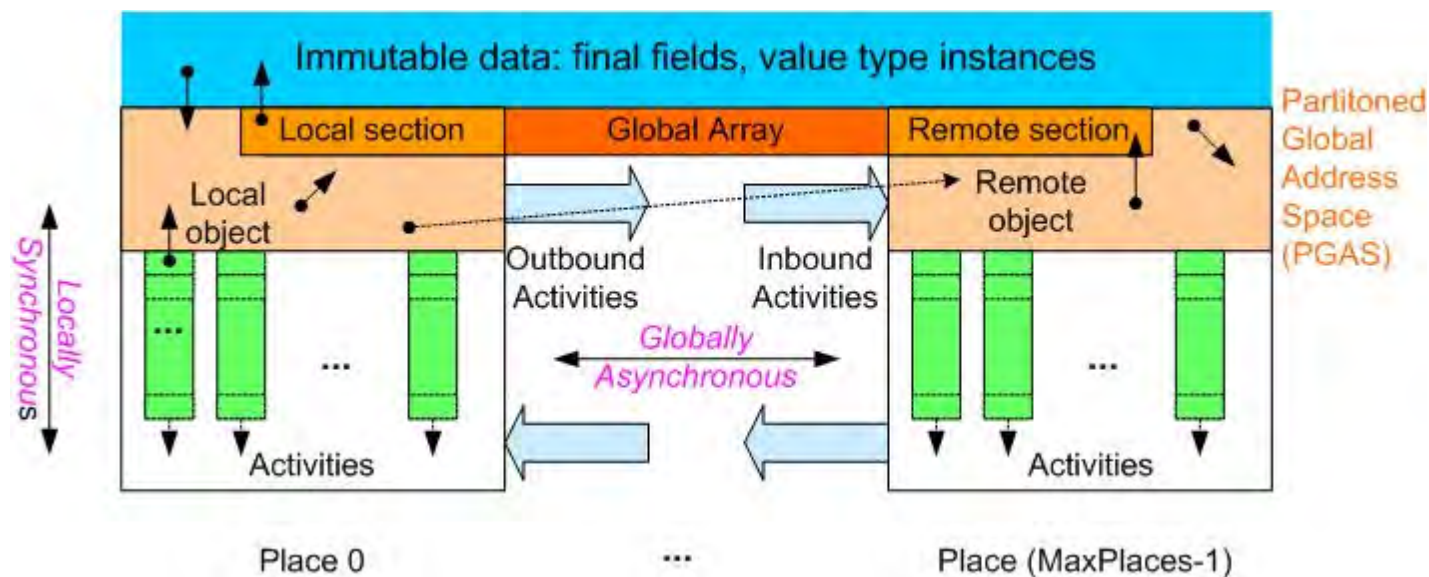 Immutable data: final fields, value type instances
Local section
Global Array
Remote section
Partitoned
Global
Address
Space
(PGAS)
Local
object
Remote
object
Outbound
Activities
Inbound
Activities
Locally
Synchronous
...
...
Globally
Asynchronous
...
Activities
Activities
Place 0
...
Place (MaxPlaces-1)